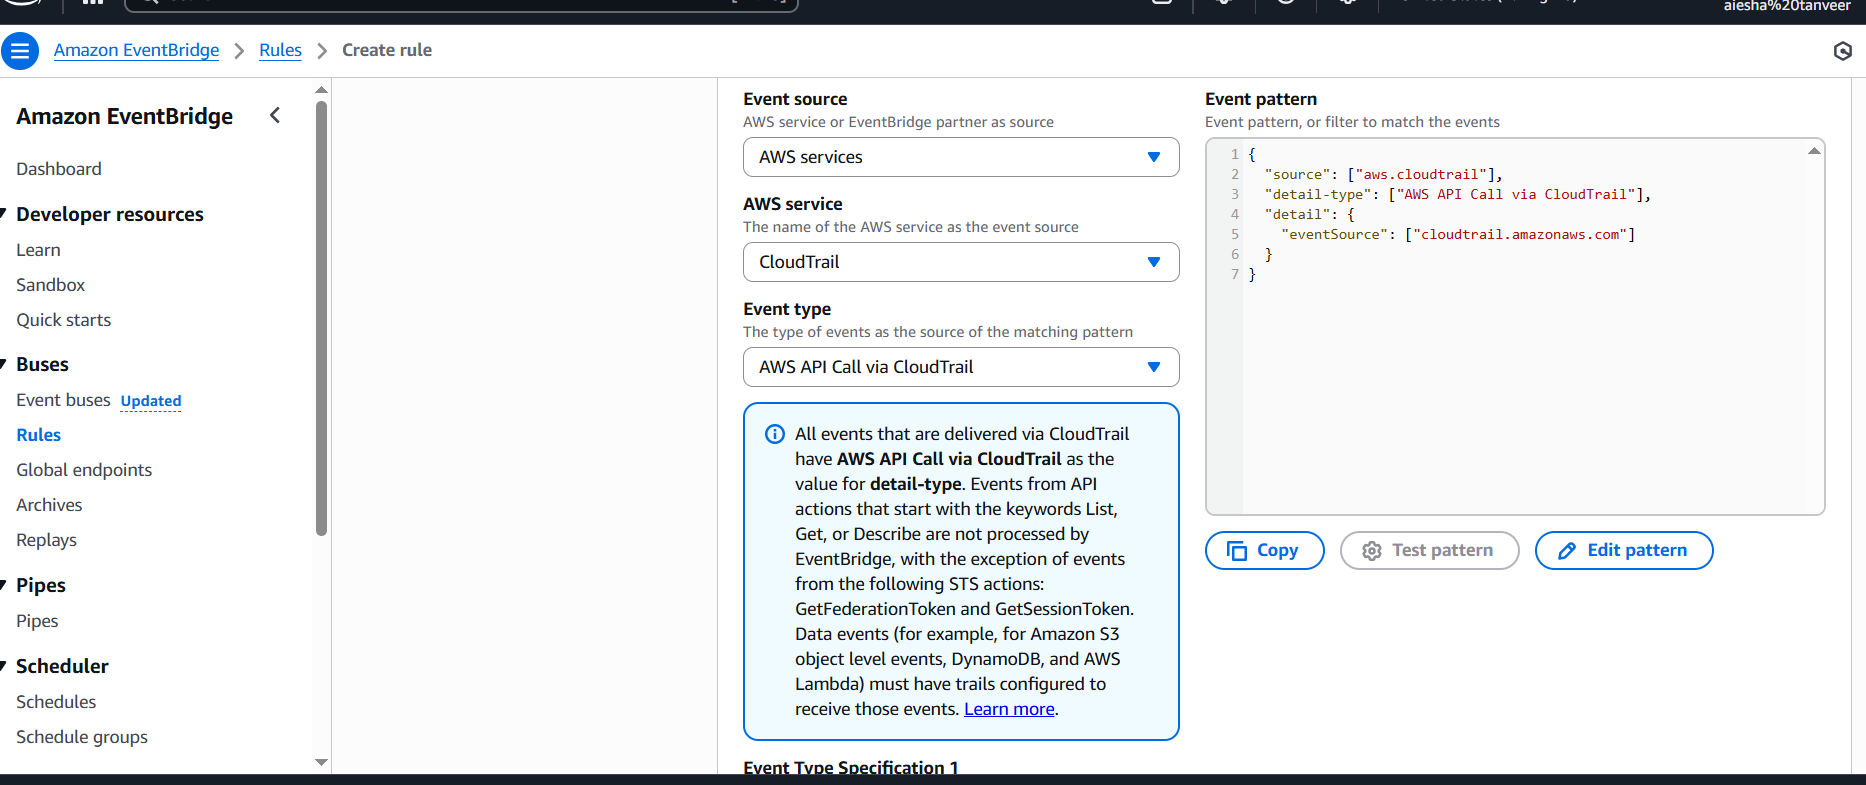 aiesha%20tanveer
Amazon EventBridge > Rules > Create rule
Amazon EventBridge
Dashboard
Developer resources
Learn
Sandbox
Quick starts
Buses
Event buses Updated
Rules
Global endpoints
Archives
Replays
Pipes
Pipes
Scheduler
Schedules
Schedule groups
Event source
AWS service or EventBridge partner as source
AWS services
AWS service
The name of the AWS service as the event source
CloudTrail
Event type
The type of events as the source of the matching pattern
AWS API Call via CloudTrail
All events that are delivered via CloudTrail
have AWS API Call via CloudTrail as the
value for detail-type. Events from API
actions that start with the keywords List,
Get, or Describe are not processed by
EventBridge, with the exception of events
from the following STS actions:
GetFederationToken and GetSessionToken.
Data events (for example, for Amazon S3
object level events, DynamoDB, and AWS
Lambda) must have trails configured to
receive those events. Learn more.
Event Type Specification 1
Event pattern
Event pattern, or filter to match the events
1 {
2 "source": ["aws.cloudtrail"],
3 "detail-type": ["AWS API Call via CloudTrail"],
4 "detail": {
5 "eventSource": ["cloudtrail.amazonaws.com"]
6 }
7 }
Copy
Test pattern
Edit pattern